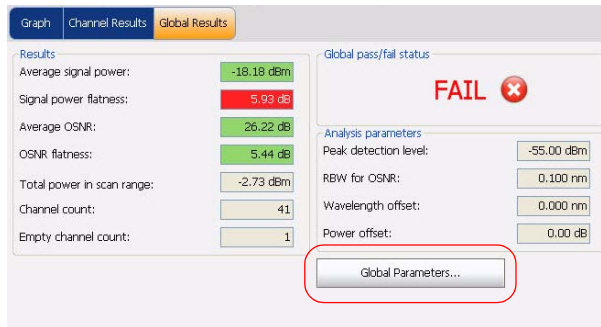 Graph Channel Results Global Results
Results
Average signal power: -18.18 dBm
Signal power flatness: 5.93 dB
Average OSNR: 26.22 dB
OSNR flatness: 5.44 dB
Total power in scan range: -2.73 dBm
Channel count: 41
Empty channel count: 1
Global pass/fail status
FAIL
Analysis parameters
Peak detection level: -55.00 dBm
RBW for OSNR: 0.100 nm
Wavelength offset: 0.000 nm
Power offset: 0.00 dB
Global Parameters...